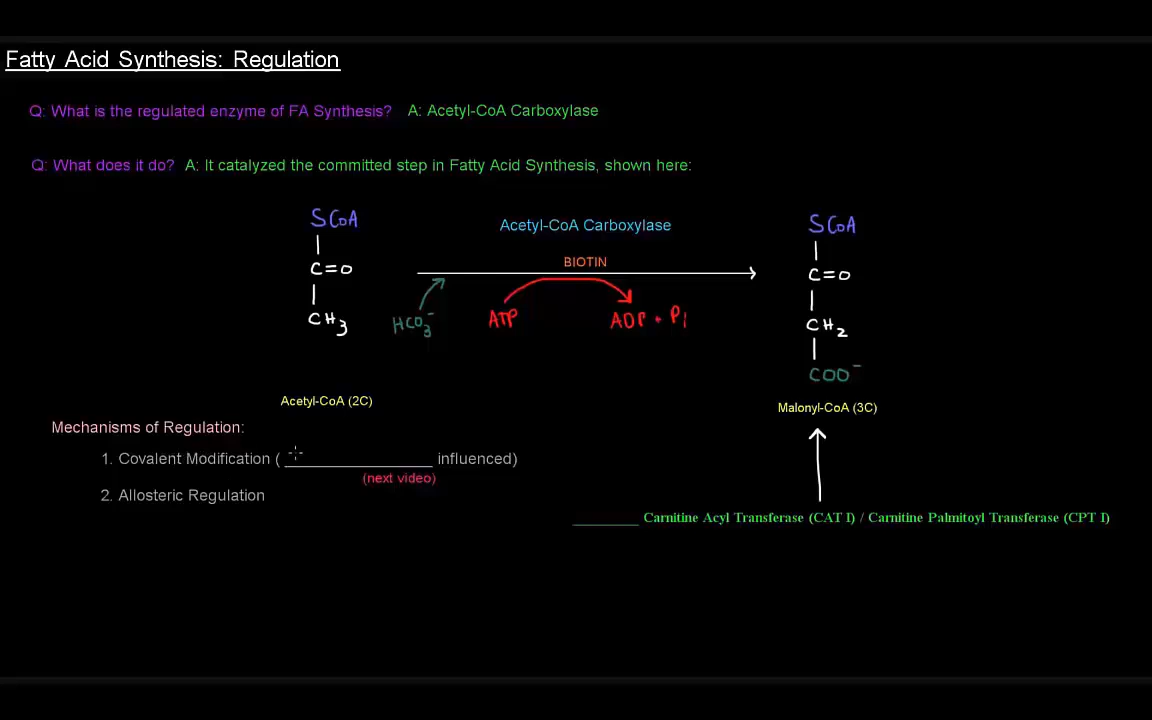 Fatty Acid Synthesis: Regulation
Q: What is the regulated enzyme of FA Synthesis? A: Acetyl-CoA Carboxylase
Q: What does it do? A: It catalyzed the committed step in Fatty Acid Synthesis, shown here:
SCoA
C=O
CH3
Acetyl-CoA (2C)
Acetyl-CoA Carboxylase
BIOTIN
HCO3-
ATP
ADP + Pi
SCoA
C=O
CH2
COO-
Malonyl-CoA (3C)
Mechanisms of Regulation:
1. Covalent Modification ( ____________ influenced)
(next video)
2. Allosteric Regulation
________ Carnitine Acyl Transferase (CAT I) / Carnitine Palmitoyl Transferase (CPT I)